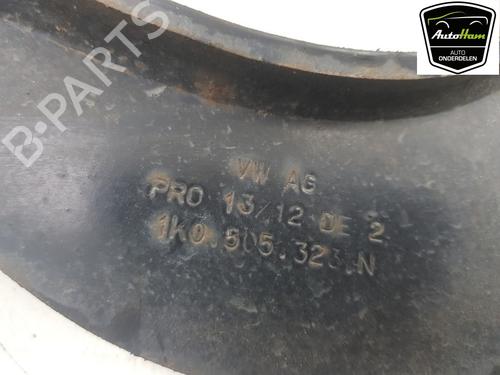 AutoHam
AUTO
ONDERDELEN
B-PARTS
VW AG
PRO 13/12 DE 2
1K0.505.323.N